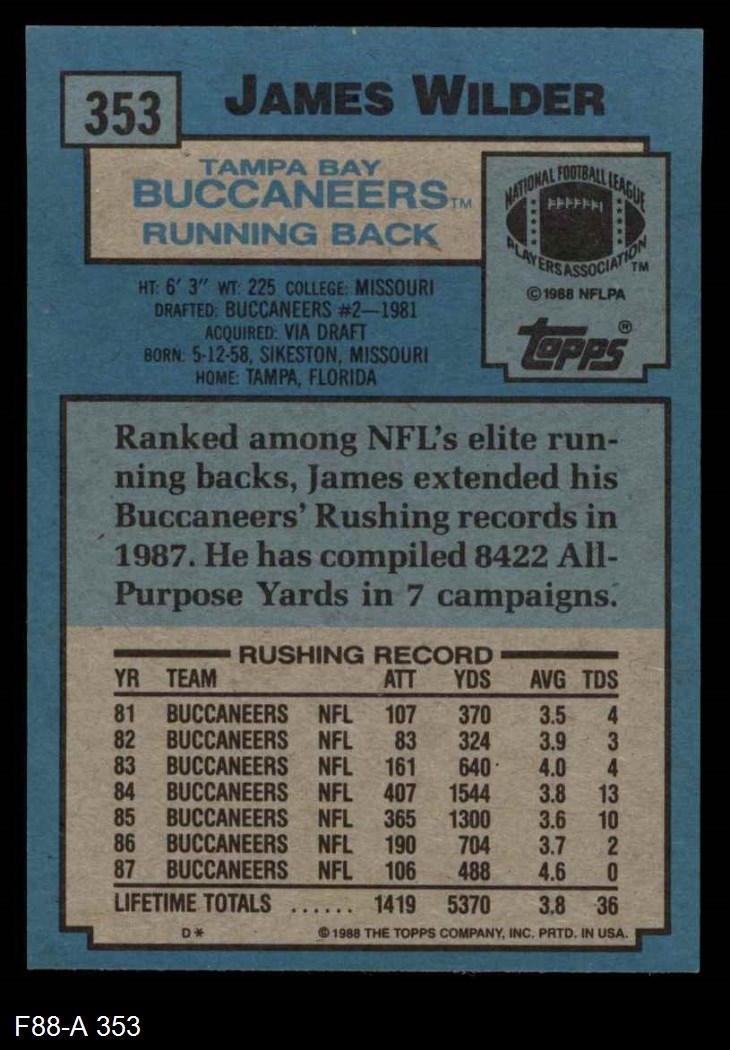 353
JAMES WILDER
TAMPA BAY
BUCCANEERS™
RUNNING BACK
NATIONAL FOOTBALL LEAGUE
PLAYERS ASSOCIATION ™
©1988 NFLPA
Topps®
HT: 6' 3" WT: 225 COLLEGE: MISSOURI
DRAFTED: BUCCANEERS #2—1981
ACQUIRED: VIA DRAFT
BORN: 5-12-58, SIKESTON, MISSOURI
HOME: TAMPA, FLORIDA
Ranked among NFL's elite run-
ning backs, James extended his
Buccaneers' Rushing records in
1987. He has compiled 8422 All-
Purpose Yards in 7 campaigns.
RUSHING RECORD
YR TEAM ATT YDS AVG TDS
81 BUCCANEERS NFL 107 370 3.5 4
82 BUCCANEERS NFL 83 324 3.9 3
83 BUCCANEERS NFL 161 640 4.0 4
84 BUCCANEERS NFL 407 1544 3.8 13
85 BUCCANEERS NFL 365 1300 3.6 10
86 BUCCANEERS NFL 190 704 3.7 2
87 BUCCANEERS NFL 106 488 4.6 0
LIFETIME TOTALS ...... 1419 5370 3.8 36
D* ©1988 THE TOPPS COMPANY, INC. PRTD. IN USA.
F88-A 353